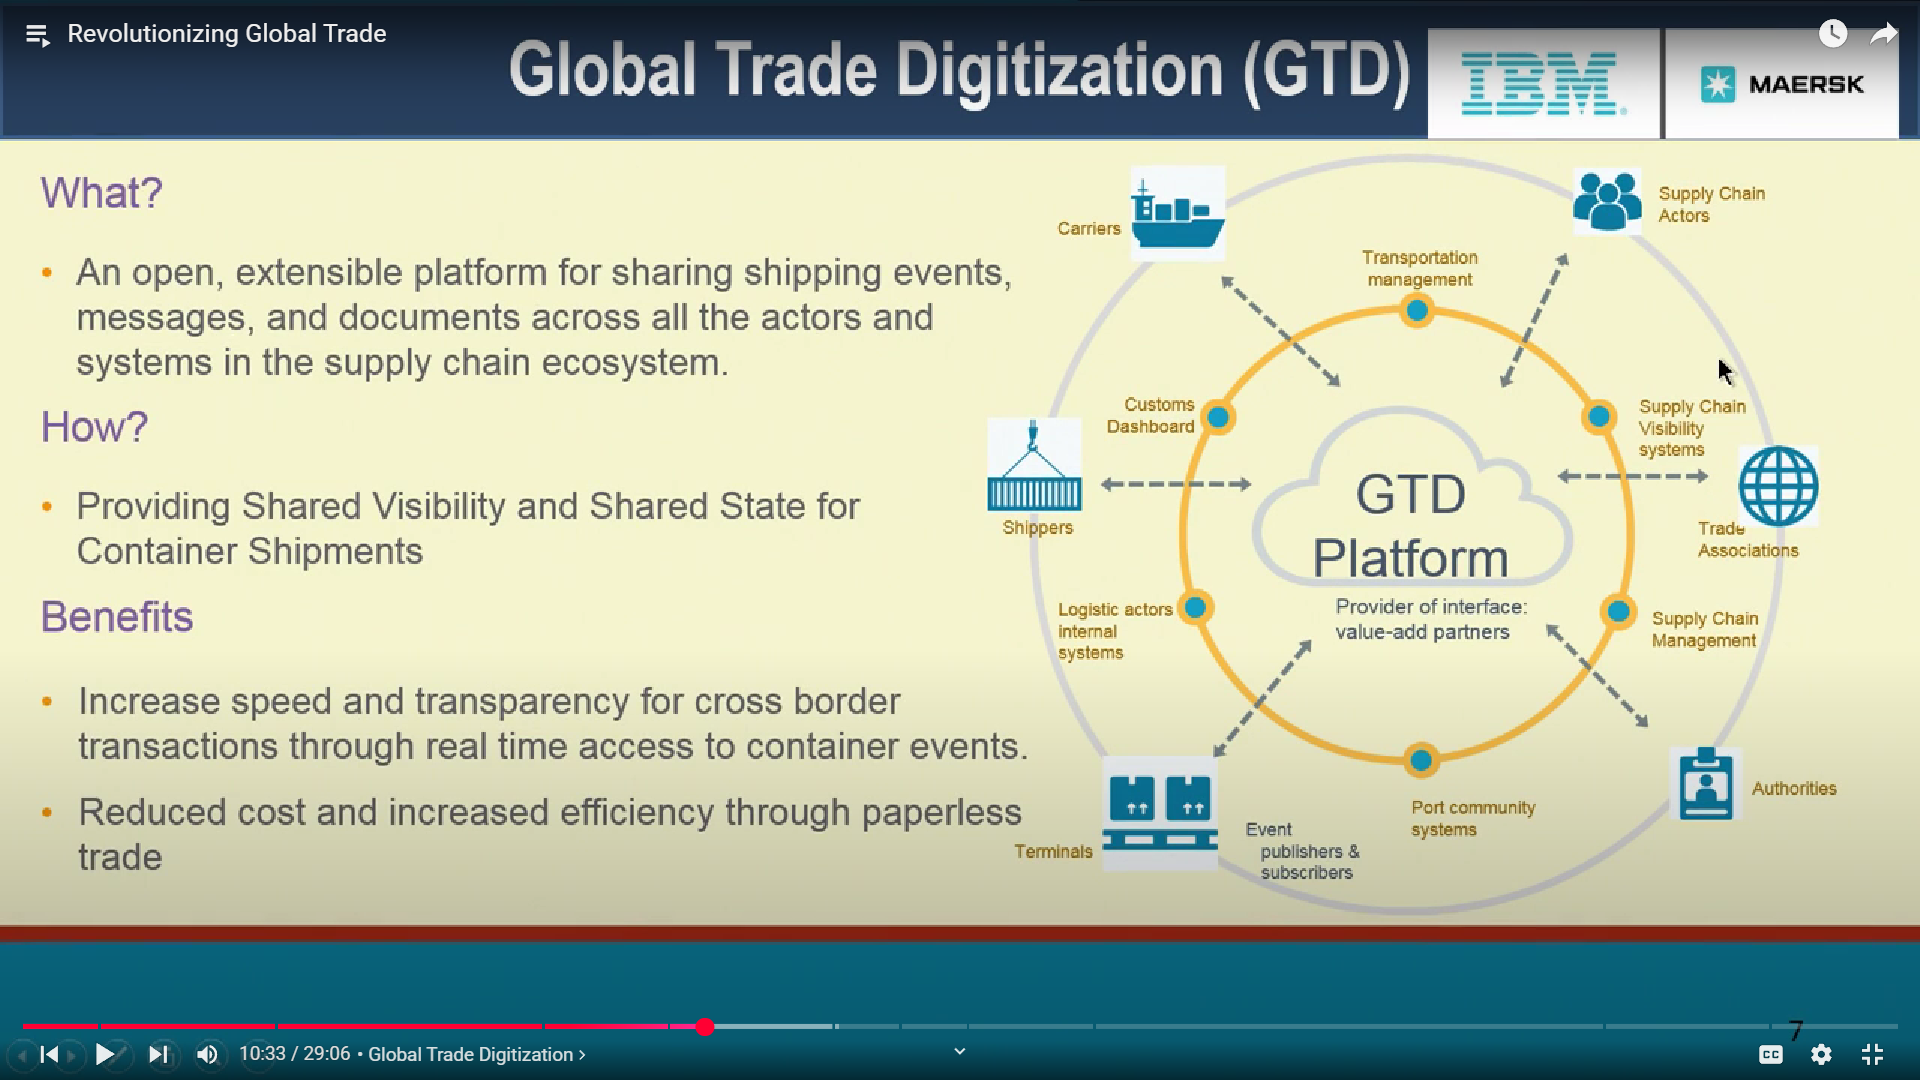 Revolutionizing Global Trade
Global Trade Digitization (GTD)
IBM
MAERSK
What?
• An open, extensible platform for sharing shipping events,
messages, and documents across all the actors and
systems in the supply chain ecosystem.
How?
• Providing Shared Visibility and Shared State for
Container Shipments
Benefits
• Increase speed and transparency for cross border
transactions through real time access to container events.
• Reduced cost and increased efficiency through paperless
trade
Carriers
Supply Chain
Actors
Transportation
management
Customs
Dashboard
Supply Chain
Visibility
systems
Shippers
GTD
Platform
Trade
Associations
Logistic actors
internal
systems
Provider of interface:
value-add partners
Supply Chain
Management
Terminals
Event
publishers &
subscribers
Port community
systems
Authorities
7
10:33 / 29:06 • Global Trade Digitization ›
CC